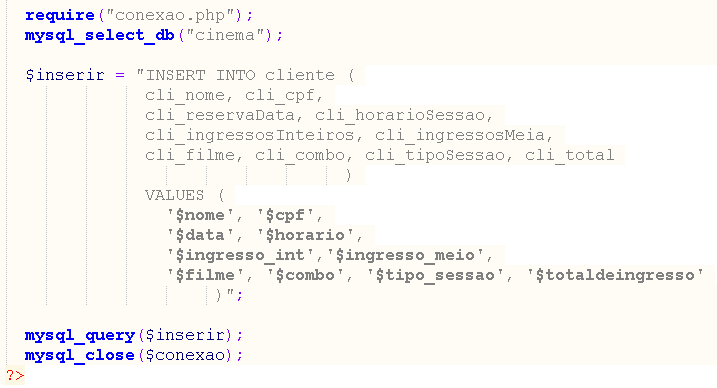 require("conexao.php");
mysql_select_db("cinema");
$inserir = "INSERT INTO cliente (
cli_nome, cli_cpf,
cli_reservaData, cli_horarioSessao,
cli_ingressosInteiros, cli_ingressosMeia,
cli_filme, cli_combo, cli_tipoSessao, cli_total
)
VALUES (
'$nome', '$cpf',
'$data', '$horario',
'$ingresso_int','$ingresso_meio',
'$filme', '$combo', '$tipo_sessao', '$totaldeingresso'
)";
mysql_query($inserir);
mysql_close($conexao);
?>